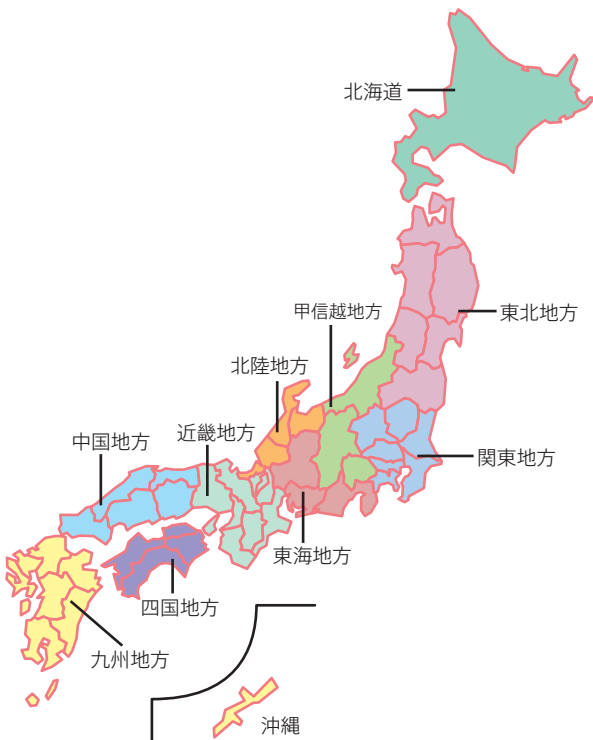 北海道
東北地方
甲信越地方
北陸地方
近畿地方
中国地方
関東地方
東海地方
四国地方
九州地方
沖縄